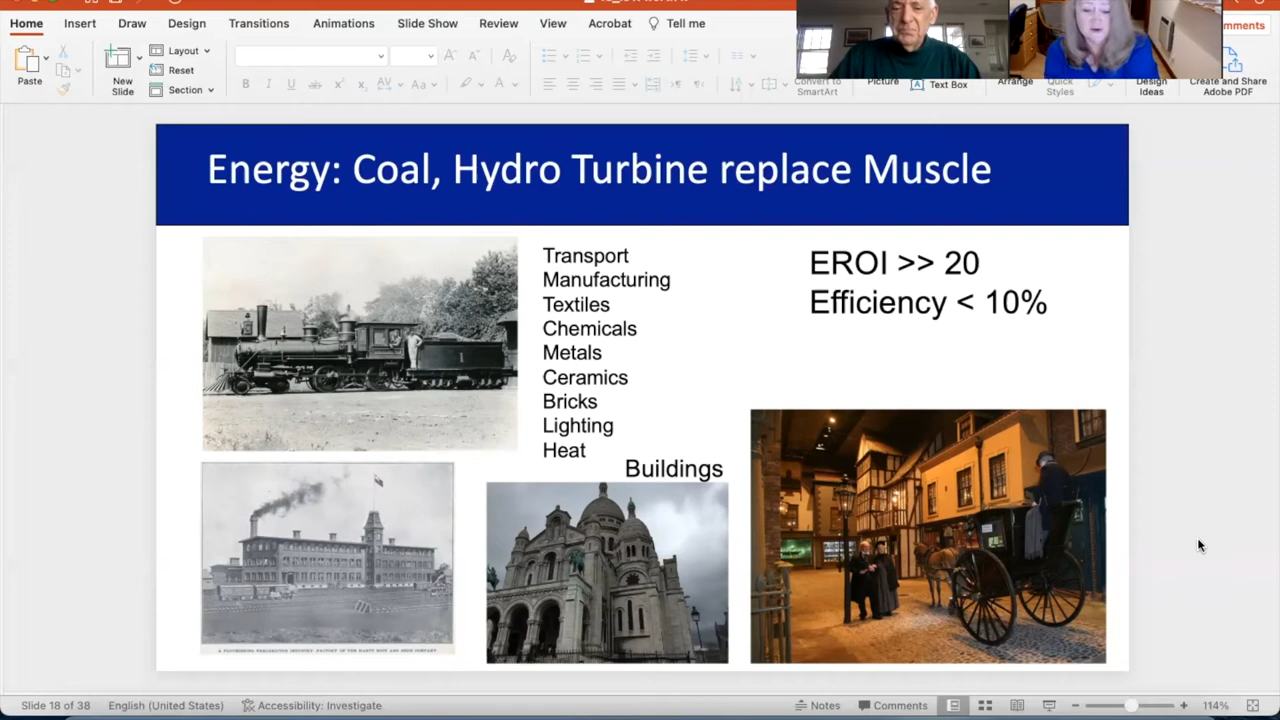 Home Insert Draw Design Transitions Animations Slide Show Review View Acrobat Tell me
mments
Paste
New
Slide
Layout
Reset
Section
Convert to
SmartArt
Picture
Text Box
Arrange
Quick
Styles
Design
Ideas
Create and Share
Adobe PDF
Energy: Coal, Hydro Turbine replace Muscle
Transport
Manufacturing
Textiles
Chemicals
Metals
Ceramics
Bricks
Lighting
Heat
Buildings
EROI >> 20
Efficiency < 10%
Slide 18 of 38 English (United States) Accessibility: Investigate Notes Comments 114%